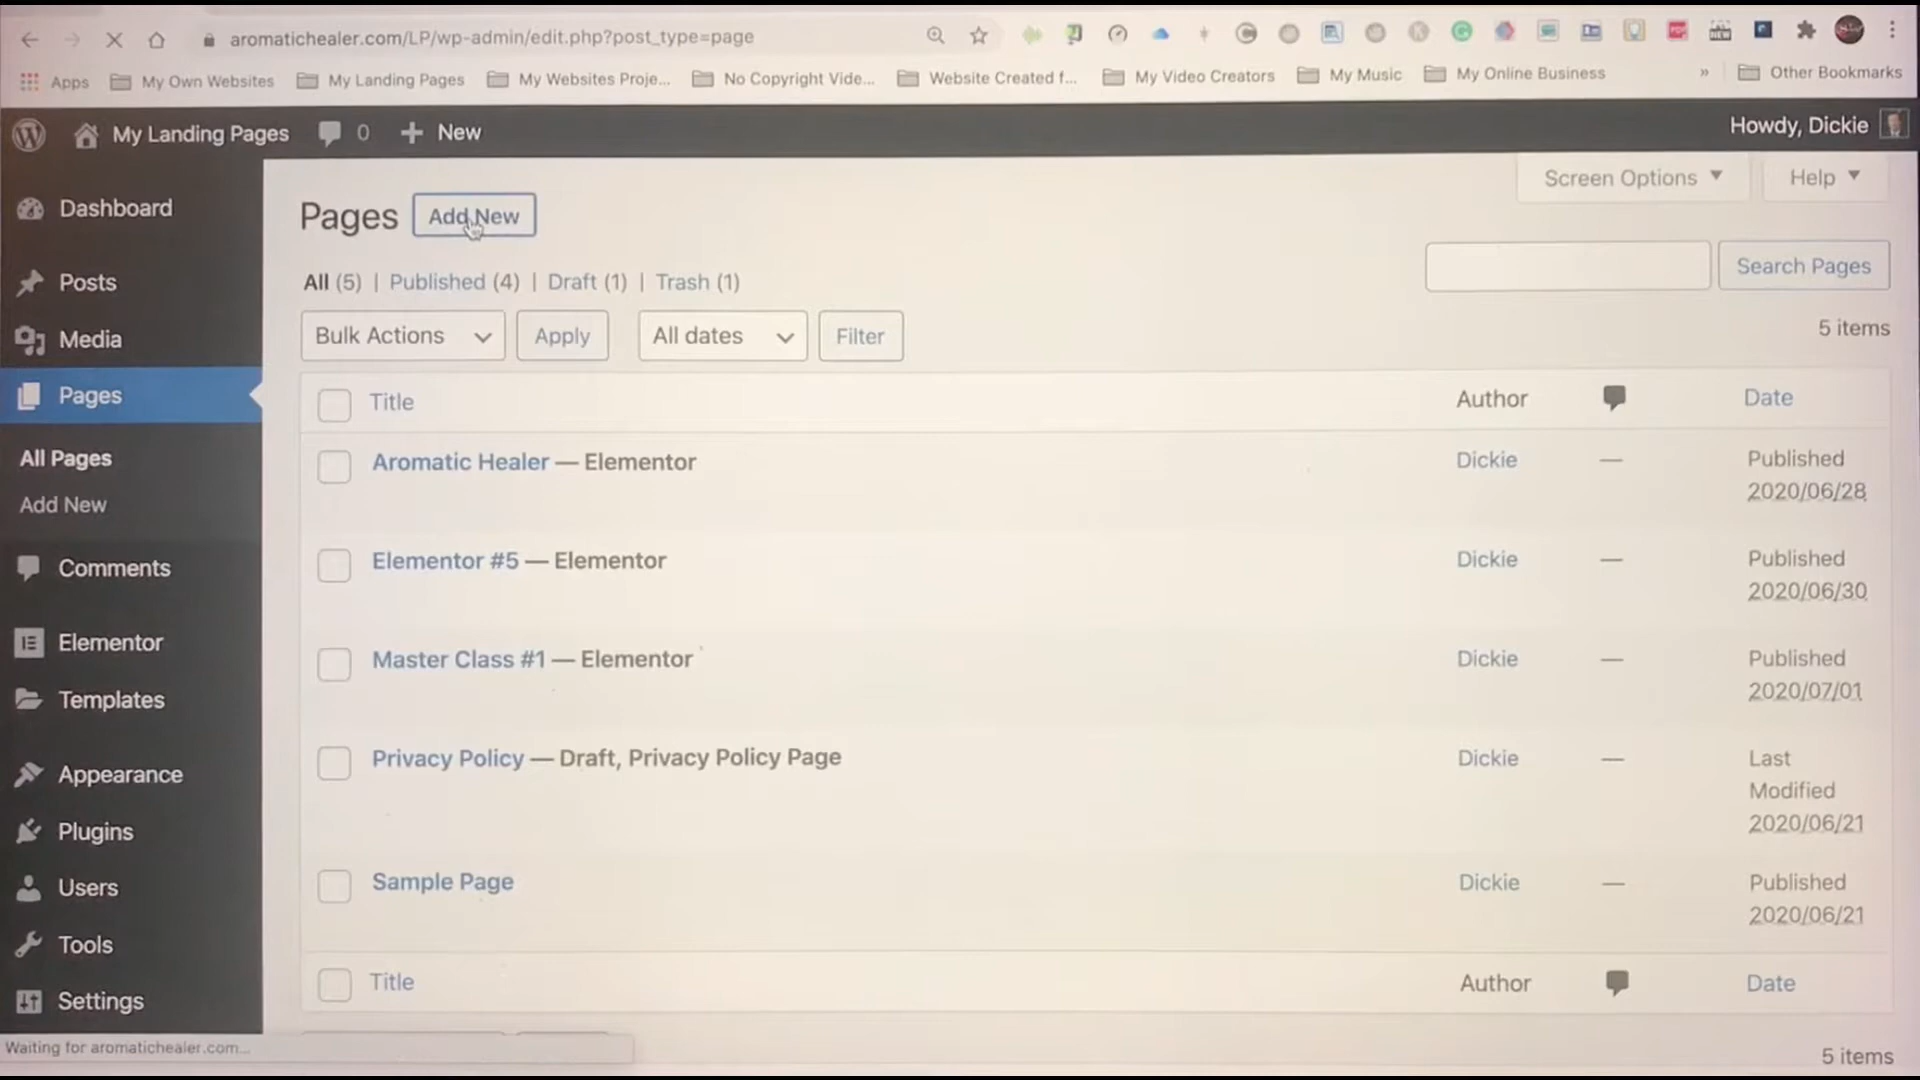 aromatichealer.com/LP/wp-admin/edit.php?post_type=page
Apps My Own Websites My Landing Pages My Websites Proje... No Copyright Vide... Website Created f... My Video Creators My Music My Online Business » Other Bookmarks
My Landing Pages 0 + New Howdy, Dickie
Screen Options Help
Dashboard
Posts
Media
Pages
All Pages
Add New
Comments
Elementor
Templates
Appearance
Plugins
Users
Tools
Settings
Pages Add New
All (5) | Published (4) | Draft (1) | Trash (1)
Search Pages
Bulk Actions Apply All dates Filter
5 items
Title Author Date
Aromatic Healer — Elementor Dickie — Published
2020/06/28
Elementor #5 — Elementor Dickie — Published
2020/06/30
Master Class #1 — Elementor Dickie — Published
2020/07/01
Privacy Policy — Draft, Privacy Policy Page Dickie — Last
Modified
2020/06/21
Sample Page Dickie — Published
2020/06/21
Title Author Date
5 items
Waiting for aromatichealer.com...